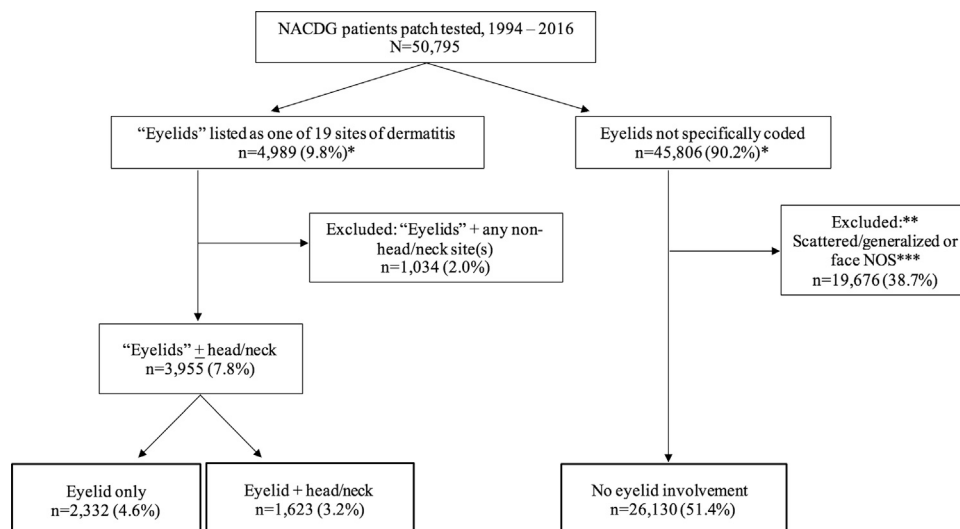 NACDG patients patch tested, 1994 – 2016
N=50,795
“Eyelids” listed as one of 19 sites of dermatitis
n=4,989 (9.8%)*
Eyelids not specifically coded
n=45,806 (90.2%)*
Excluded: “Eyelids” + any non-
head/neck site(s)
n=1,034 (2.0%)
Excluded:**
Scattered/generalized or
face NOS***
n=19,676 (38.7%)
“Eyelids” ± head/neck
n=3,955 (7.8%)
Eyelid only
n=2,332 (4.6%)
Eyelid + head/neck
n=1,623 (3.2%)
No eyelid involvement
n=26,130 (51.4%)